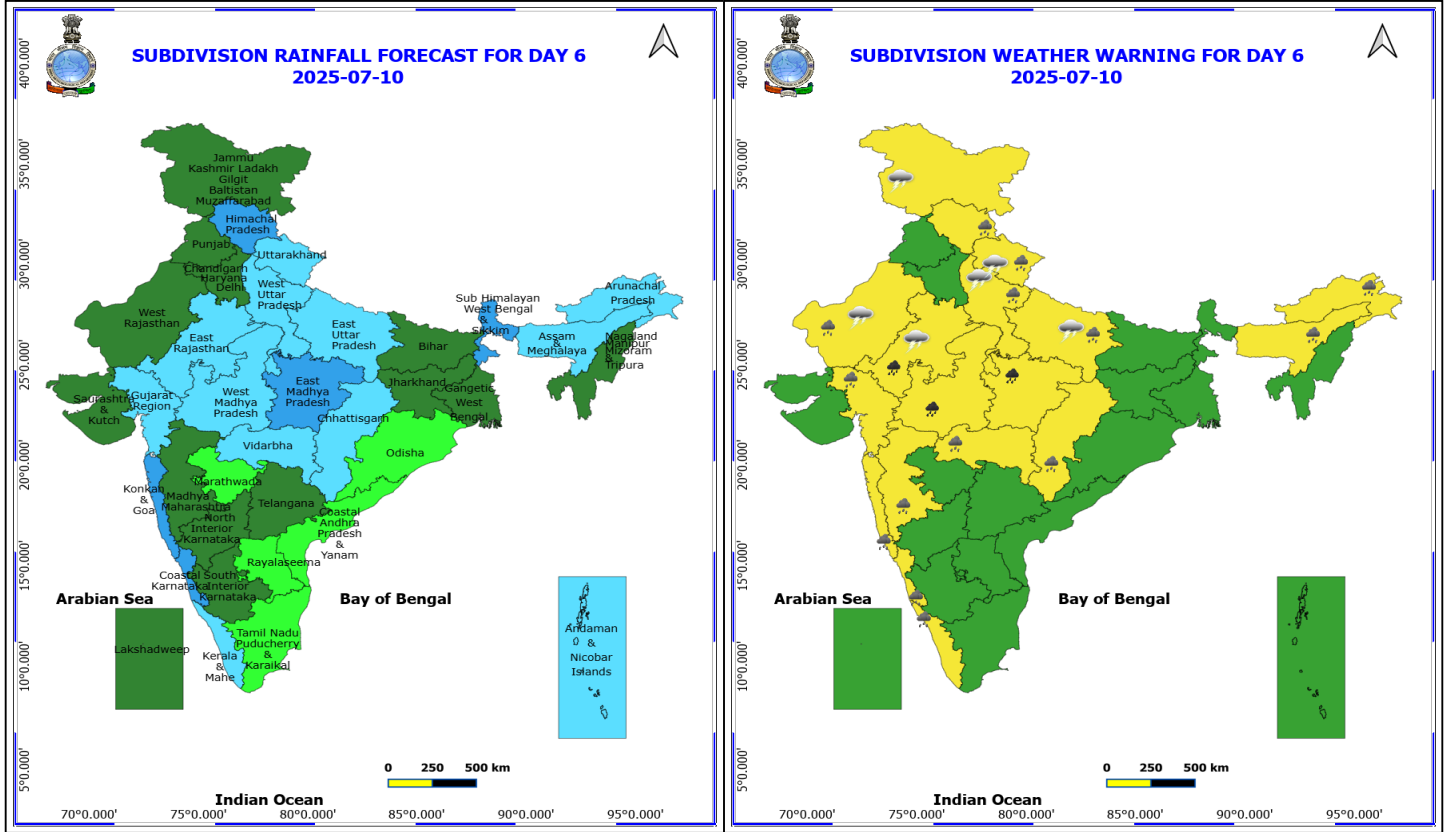 SUBDIVISION RAINFALL FORECAST FOR DAY 6
2025-07-10
40°0.000'
35°0.000'
30°0.000'
25°0.000'
20°0.000'
15°0.000'
10°0.000'
5°0.000'
Jammu
Kashmir Ladakh
Gilgit
Baltistan
Muzaffarabad
Himachal
Pradesh
Punjab
Uttarakhand
Chandigarh
Haryana
Delhi
West
Uttar
Pradesh
West
Rajasthan
East
Rajasthan
East
Uttar
Pradesh
Sub Himalayan
West Bengal
&
Sikkim
Arunachal
Pradesh
Assam
&
Meghalaya
Nagaland
Manipur
Mizoram
&
Tripura
Bihar
Jharkhand
Gangetic
West
Bengal
Saurashtra
&
Kutch
Gujarat
Region
West
Madhya
Pradesh
East
Madhya
Pradesh
Chhattisgarh
Vidarbha
Odisha
Konkan
&
Goa
Madhya
Maharashtra
Marathwada
Telangana
North
Interior
Karnataka
Coastal
Andhra
Pradesh
&
Yanam
Rayalaseema
Coastal
Karnataka
South
Interior
Karnataka
Arabian Sea
Bay of Bengal
Lakshadweep
Tamil Nadu
Puducherry
&
Karaikal
Kerala
&
Mahe
Andaman
&
Nicobar
Islands
0 250 500 km
Indian Ocean
70°0.000' 75°0.000' 80°0.000' 85°0.000' 90°0.000' 95°0.000'
SUBDIVISION WEATHER WARNING FOR DAY 6
2025-07-10
40°0.000'
35°0.000'
30°0.000'
25°0.000'
20°0.000'
15°0.000'
10°0.000'
5°0.000'
Arabian Sea
Bay of Bengal
0 250 500 km
Indian Ocean
70°0.000' 75°0.000' 80°0.000' 85°0.000' 90°0.000' 95°0.000'